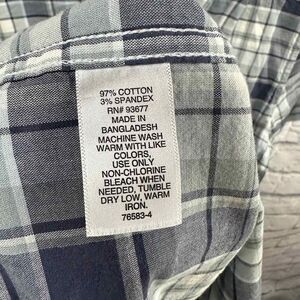 97% COTTON
3% SPANDEX
RN# 93677
MADE IN
BANGLADESH
MACHINE WASH
WARM WITH LIKE
COLORS,
USE ONLY
NON-CHLORINE
BLEACH WHEN
NEEDED, TUMBLE
DRY LOW, WARM
IRON.
76583-4